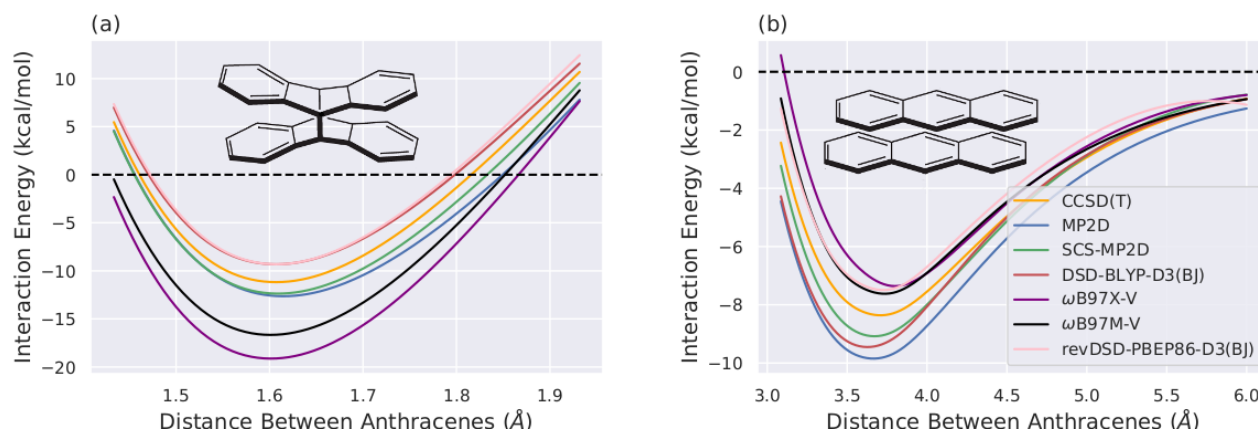 (a)
Interaction Energy (kcal/mol)
10
5
0
−5
−10
−15
−20
1.5
1.6
1.7
1.8
1.9
Distance Between Anthracenes (Å)
(b)
Interaction Energy (kcal/mol)
0
−2
−4
−6
−8
−10
3.0
3.5
4.0
4.5
5.0
5.5
6.0
Distance Between Anthracenes (Å)
CCSD(T)
MP2D
SCS-MP2D
DSD-BLYP-D3(BJ)
ωB97X-V
ωB97M-V
revDSD-PBEP86-D3(BJ)